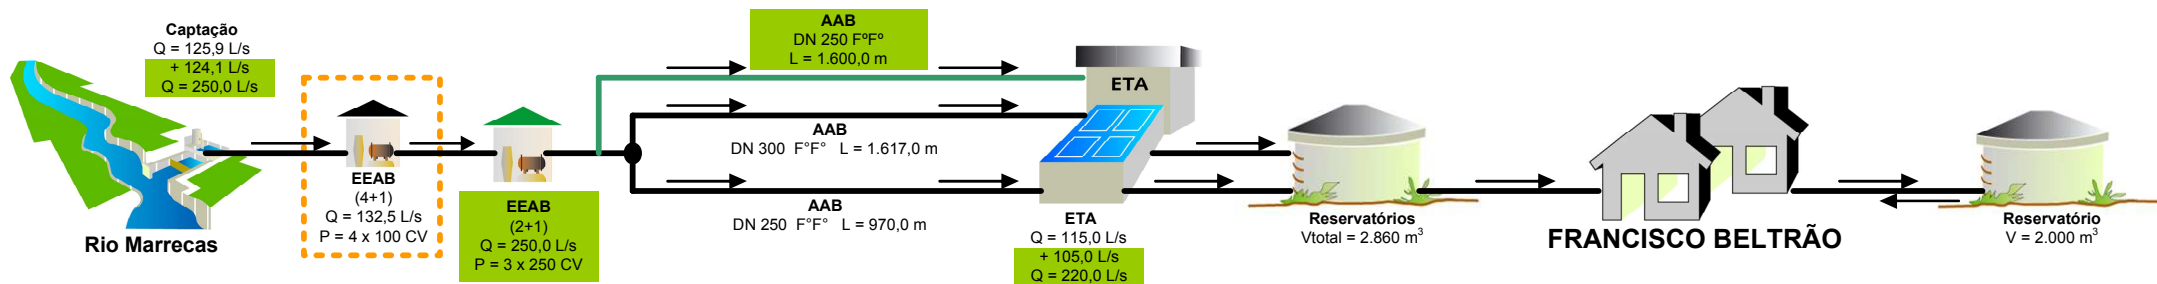 Captação
Q = 125,9 L/s
+ 124,1 L/s
Q = 250,0 L/s
Rio Marrecas
EEAB
(4+1)
Q = 132,5 L/s
P = 4 x 100 CV
EEAB
(2+1)
Q = 250,0 L/s
P = 3 x 250 CV
AAB
DN 250 FºFº
L = 1.600,0 m
AAB
DN 300 F°F° L = 1.617,0 m
AAB
DN 250 F°F° L = 970,0 m
ETA
ETA
Q = 115,0 L/s
+ 105,0 L/s
Q = 220,0 L/s
Reservatórios
Vtotal = 2.860 m³
FRANCISCO BELTRÃO
Reservatório
V = 2.000 m³